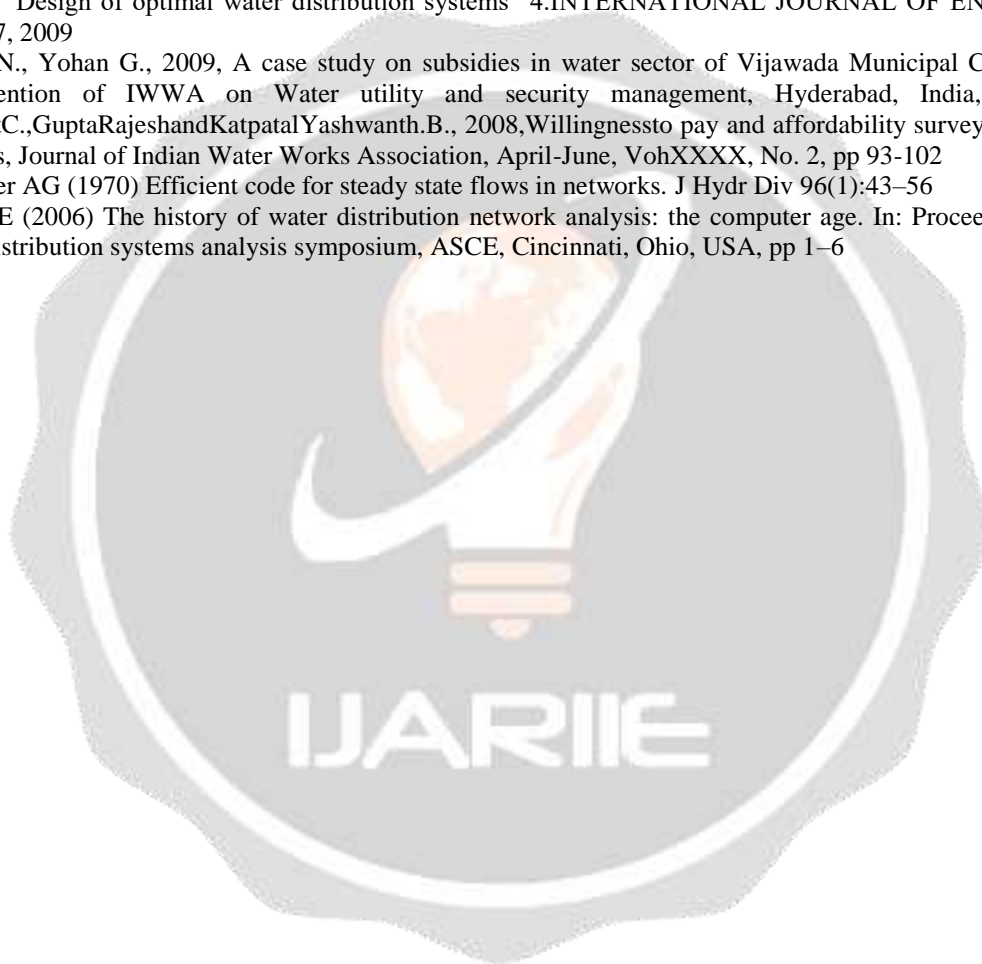 Design of optimal water distribution systems" 4.INTERNATIONAL JOURNAL OF EN
7, 2009
N., Yohan G., 2009, A case study on subsidies in water sector of Vijawada Municipal C
ention of IWWA on Water utility and security management, Hyderabad, India,
C.,GuptaRajeshandKatpatalYashwanth.B., 2008,Willingnessto pay and affordability survey
s, Journal of Indian Water Works Association, April-June, VohXXXX, No. 2, pp 93-102
er AG (1970) Efficient code for steady state flows in networks. J Hydr Div 96(1):43–56
E (2006) The history of water distribution network analysis: the computer age. In: Procee
stribution systems analysis symposium, ASCE, Cincinnati, Ohio, USA, pp 1–6
IJARIIE